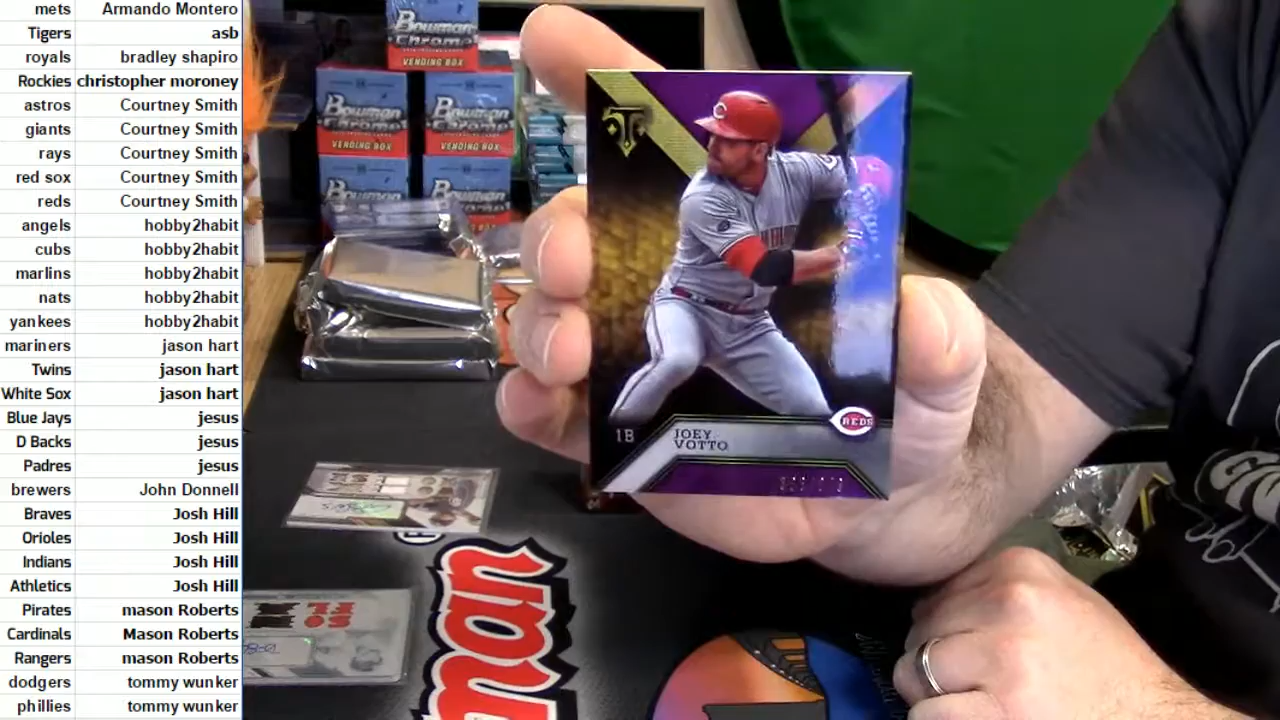 mets Armando Montero
Tigers asb
royals bradley shapiro
Rockies christopher moroney
astros Courtney Smith
giants Courtney Smith
rays Courtney Smith
red sox Courtney Smith
reds Courtney Smith
angels hobby2habit
cubs hobby2habit
marlins hobby2habit
nats hobby2habit
yankees hobby2habit
mariners jason hart
Twins jason hart
White Sox jason hart
Blue Jays jesus
D Backs jesus
Padres jesus
brewers John Donnell
Braves Josh Hill
Orioles Josh Hill
Indians Josh Hill
Athletics Josh Hill
Pirates mason Roberts
Cardinals Mason Roberts
Rangers mason Roberts
dodgers tommy wunker
phillies tommy wunker
Bowman Chrome
VENDING BOX
Bowman Chrome
VENDING BOX
Bowman Chrome
VENDING BOX
Bowman
Bowman
T
C
REDS
1B
JOEY
VOTTO
man